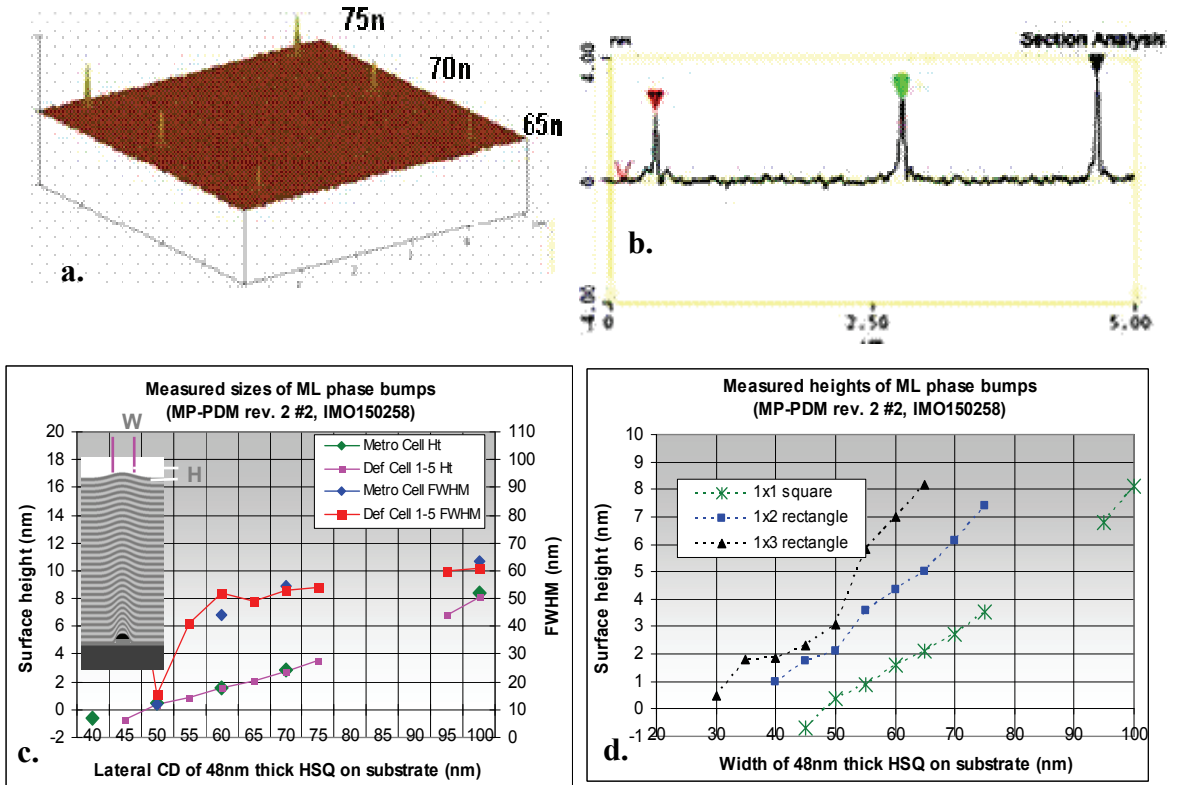 75n
70n
65n
a.
nm
Section Analysis
4.00
0
-4.00
0
2.50
5.00
b.
Measured sizes of ML phase bumps
(MP-PDM rev. 2 #2, IMO150258)
W
H
Metro Cell Ht
Def Cell 1-5 Ht
Metro Cell FWHM
Def Cell 1-5 FWHM
Surface height (nm)
20
18
16
14
12
10
8
6
4
2
0
-2
110
100
90
80
70
60
50
40
30
20
10
0
FWHM (nm)
40 45 50 55 60 65 70 75 95 100
Lateral CD of 48nm thick HSQ on substrate (nm)
c.
Measured heights of ML phase bumps
(MP-PDM rev. 2 #2, IMO150258)
1x1 square
1x2 rectangle
1x3 rectangle
Surface height (nm)
10
9
8
7
6
5
4
3
2
1
0
-1
20 30 40 50 60 70 80 90 100
Width of 48nm thick HSQ on substrate (nm)
d.